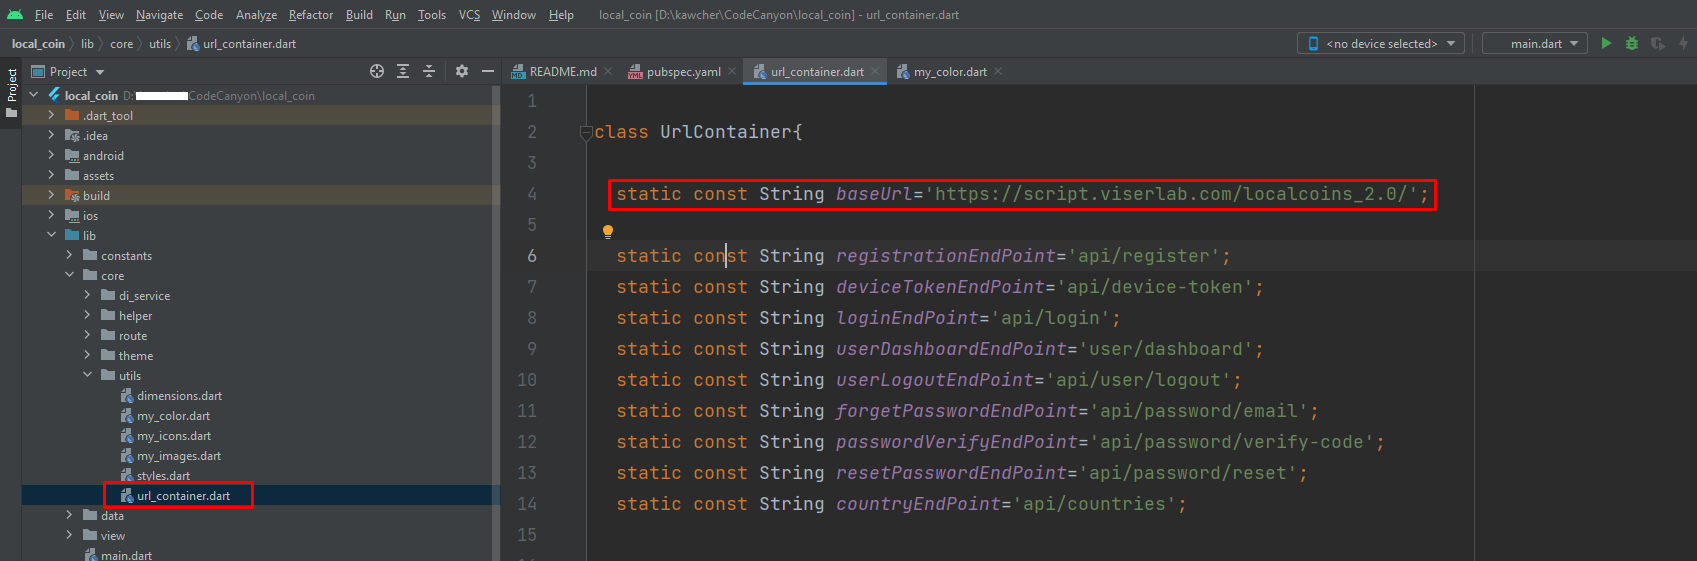 File Edit View Navigate Code Analyze Refactor Build Run Tools VCS Window Help local_coin [D:\kawcher\CodeCanyon\local_coin] - url_container.dart
local_coin lib core utils url_container.dart <no device selected> main.dart
Project
Project
README.md pubspec.yaml url_container.dart my_color.dart
local_coin D: CodeCanyon\local_coin
.dart_tool
.idea
android
assets
build
ios
lib
constants
core
di_service
helper
route
theme
utils
dimensions.dart
my_color.dart
my_icons.dart
my_images.dart
styles.dart
url_container.dart
data
view
main.dart
1
2 class UrlContainer{
3
4 static const String baseUrl='https://script.viserlab.com/localcoins_2.0/';
5
6 static const String registrationEndPoint='api/register';
7 static const String deviceTokenEndPoint='api/device-token';
8 static const String loginEndPoint='api/login';
9 static const String userDashboardEndPoint='user/dashboard';
10 static const String userLogoutEndPoint='api/user/logout';
11 static const String forgetPasswordEndPoint='api/password/email';
12 static const String passwordVerifyEndPoint='api/password/verify-code';
13 static const String resetPasswordEndPoint='api/password/reset';
14 static const String countryEndPoint='api/countries';
15